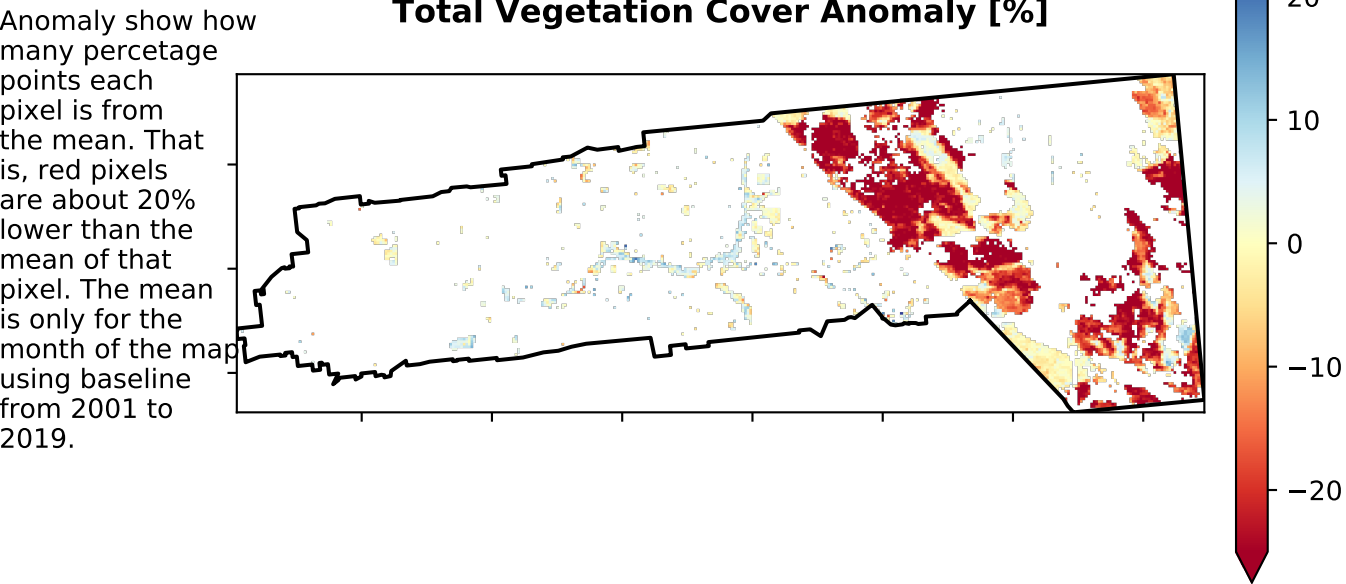 Total Vegetation Cover Anomaly [%]
Anomaly show how
many percetage
points each
pixel is from
the mean. That
is, red pixels
are about 20%
lower than the
mean of that
pixel. The mean
is only for the
month of the map
using baseline
from 2001 to
2019.
20
10
0
−10
−20